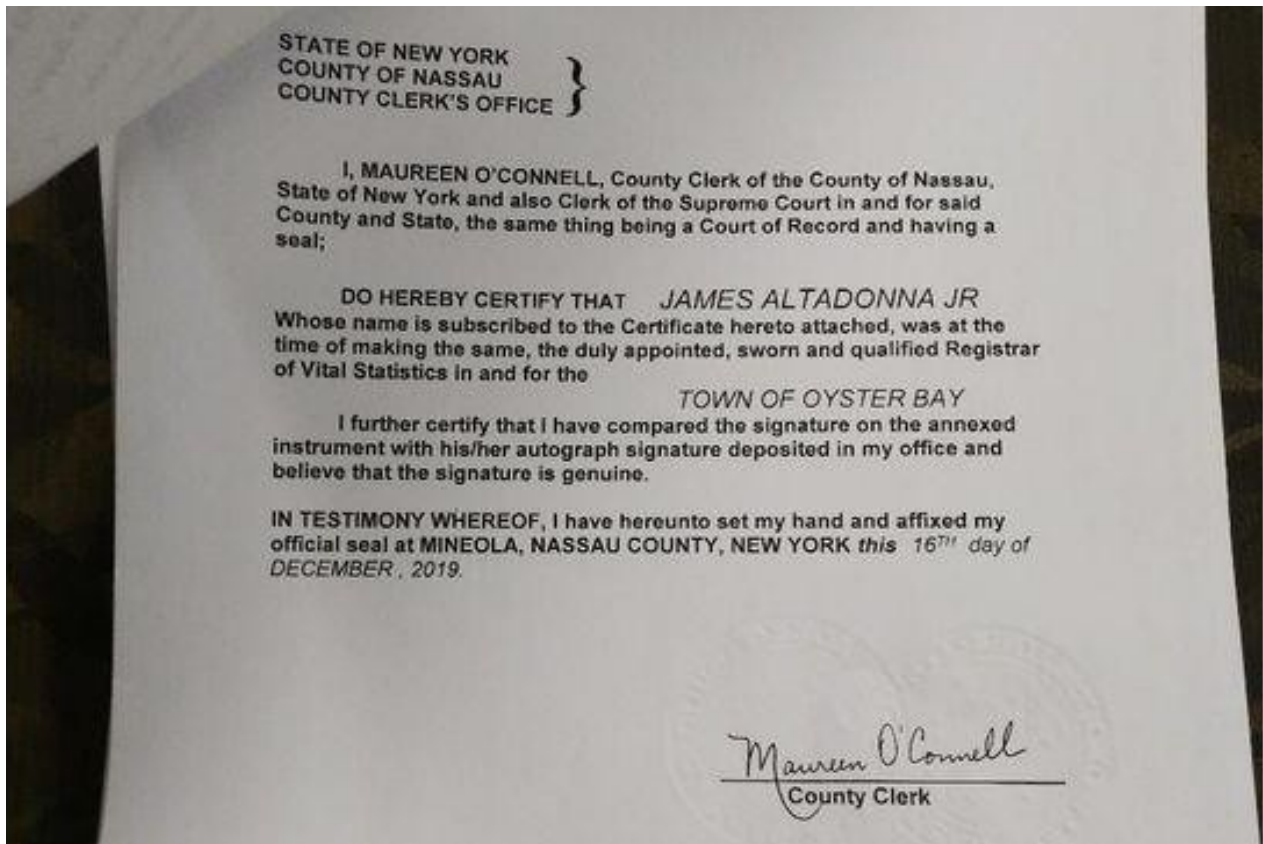 STATE OF NEW YORK
COUNTY OF NASSAU
COUNTY CLERK'S OFFICE }
I, MAUREEN O'CONNELL, County Clerk of the County of Nassau,
State of New York and also Clerk of the Supreme Court in and for said
County and State, the same thing being a Court of Record and having a
seal;
DO HEREBY CERTIFY THAT JAMES ALTADONNA JR
Whose name is subscribed to the Certificate hereto attached, was at the
time of making the same, the duly appointed, sworn and qualified Registrar
of Vital Statistics in and for the
TOWN OF OYSTER BAY
I further certify that I have compared the signature on the annexed
instrument with his/her autograph signature deposited in my office and
believe that the signature is genuine.
IN TESTIMONY WHEREOF, I have hereunto set my hand and affixed my
official seal at MINEOLA, NASSAU COUNTY, NEW YORK this 16TH day of
DECEMBER, 2019.
Maureen O'Connell
County Clerk